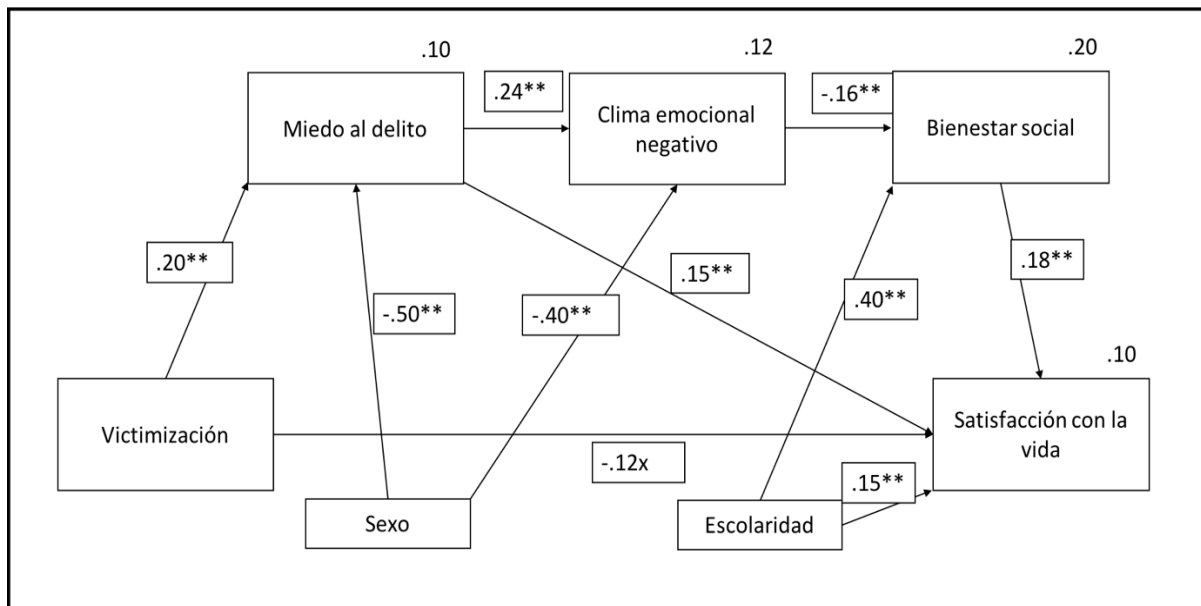 .10
.12
.20
.24**
-.16**
Miedo al delito
Clima emocional
negativo
Bienestar social
.20**
.15**
.18**
-.50**
-.40**
.40**
.10
Victimización
Satisfacción con la
vida
-.12x
.15**
Sexo
Escolaridad